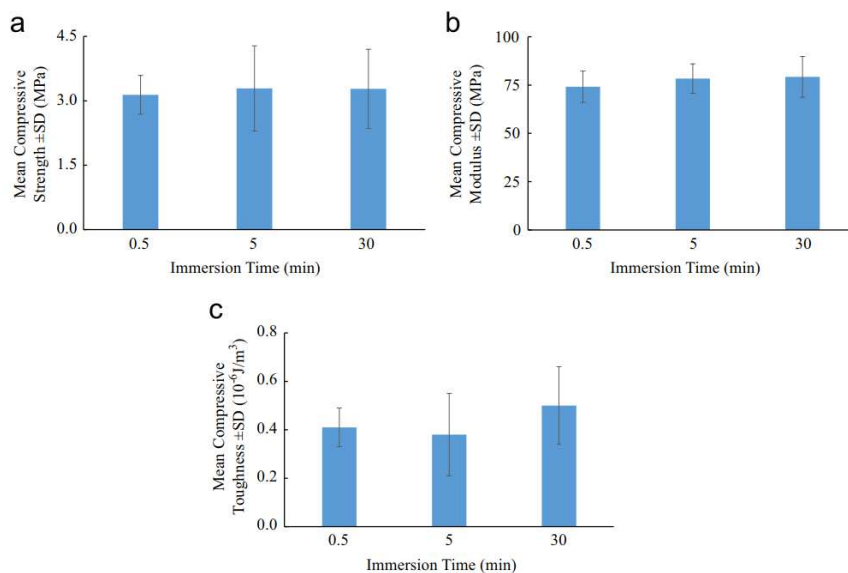 a
Mean Compressive
Strength ±SD (MPa)
4.5
3.0
1.5
0.0
0.5 5 30
Immersion Time (min)
b
Mean Compressive
Modulus ±SD (MPa)
100
75
50
25
0
0.5 5 30
Immersion Time (min)
c
Mean Compressive
Toughness ±SD (10⁻⁶J/m³)
0.8
0.6
0.4
0.2
0.0
0.5 5 30
Immersion Time (min)